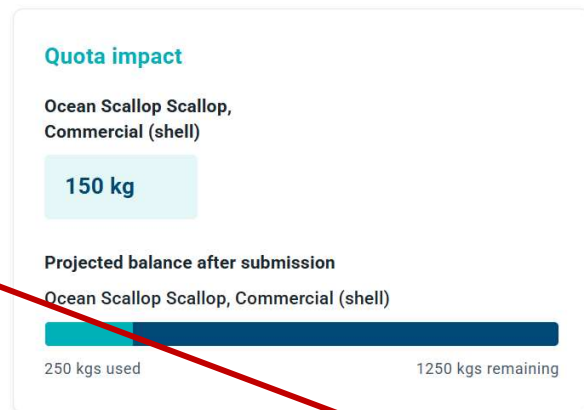 Quota impact
Ocean Scallop Scallop,
Commercial (shell)
150 kg
Projected balance after submission
Ocean Scallop Scallop, Commercial (shell)
250 kgs used
1250 kgs remaining